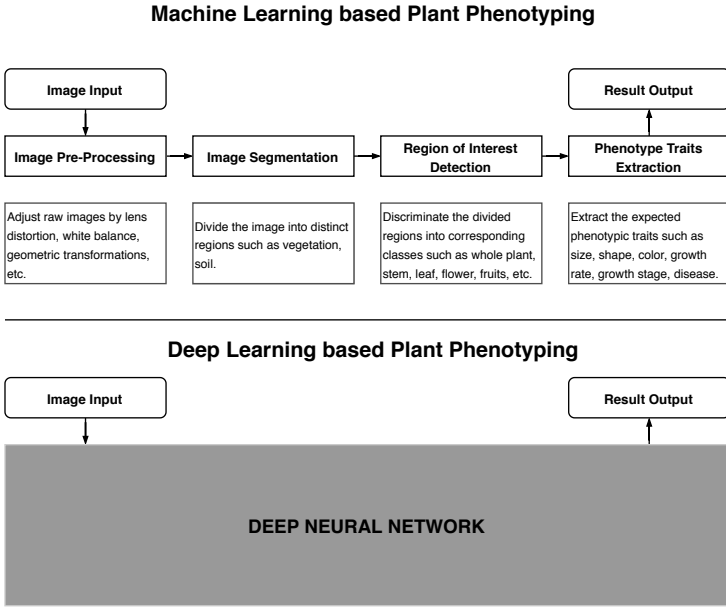 Machine Learning based Plant Phenotyping
Image Input
Result Output
Image Pre-Processing
Image Segmentation
Region of Interest
Detection
Phenotype Traits
Extraction
Adjust raw images by lens
distortion, white balance,
geometric transformations,
etc.
Divide the image into distinct
regions such as vegetation,
soil.
Discriminate the divided
regions into corresponding
classes such as whole plant,
stem, leaf, flower, fruits, etc.
Extract the expected
phenotypic traits such as
size, shape, color, growth
rate, growth stage, disease.
Deep Learning based Plant Phenotyping
Image Input
Result Output
DEEP NEURAL NETWORK